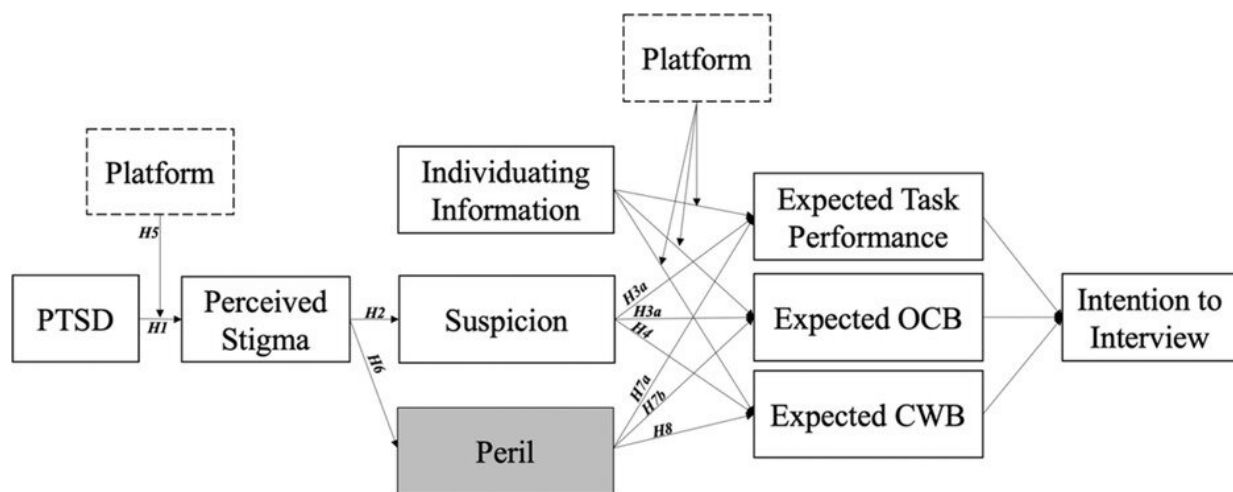 Platform
Platform
Individuating
Information
Expected Task
Performance
H5
PTSD
H1
Perceived
Stigma
H2
Suspicion
H3a
H3a
H4
Expected OCB
Intention to
Interview
H6
H7a
H7b
H8
Expected CWB
Peril